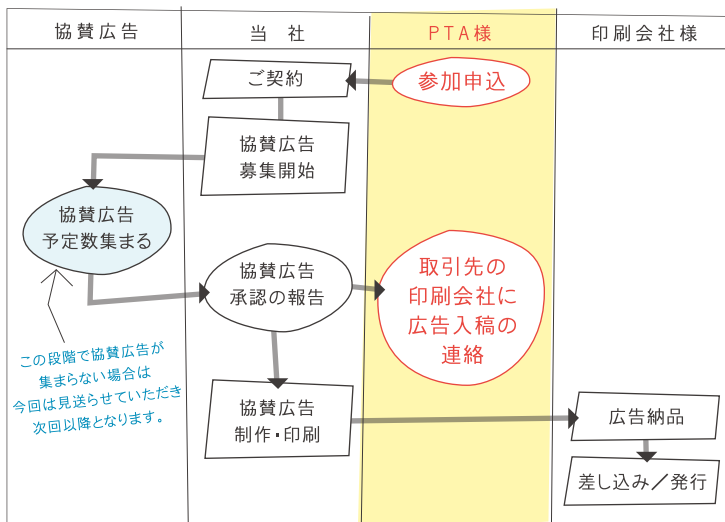 協賛広告
当社
PTA様
印刷会社様
ご契約
参加申込
協賛広告
募集開始
協賛広告
予定数集まる
協賛広告
承認の報告
取引先の
印刷会社に
広告入稿の
連絡
この段階で協賛広告が
集まらない場合は
今回は見送らせていただき
次回以降となります。
協賛広告
制作・印刷
広告納品
差し込み／発行